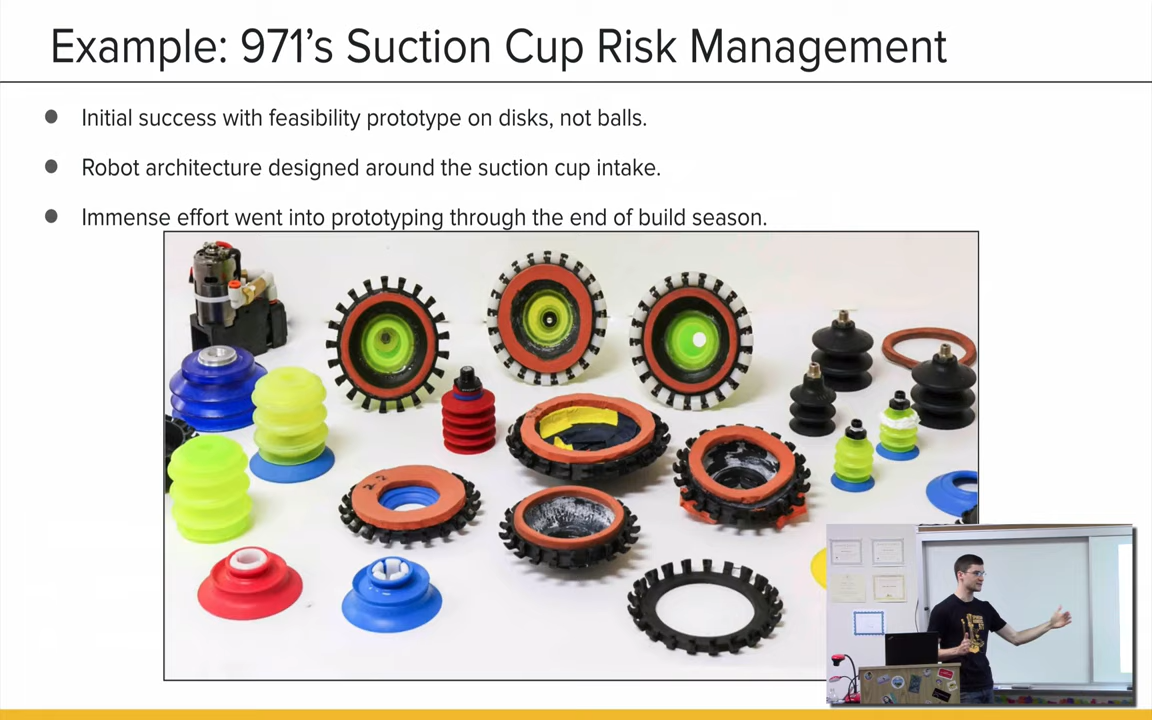 Example: 971's Suction Cup Risk Management
● Initial success with feasibility prototype on disks, not balls.
● Robot architecture designed around the suction cup intake.
● Immense effort went into prototyping through the end of build season.